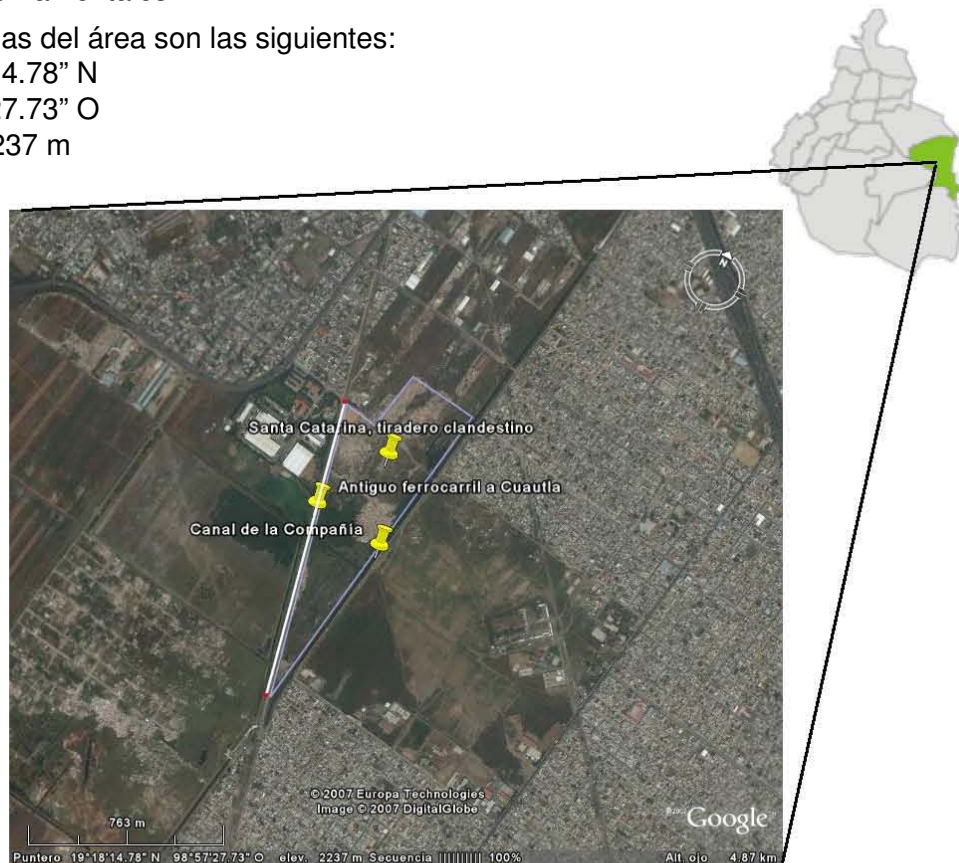 as del área son las siguientes:
4.78” N
7.73” O
237 m
N
Santa Catarina, tiradero clandestino
Antiguo ferrocarril a Cuautla
Canal de la Compañía
© 2007 Europa Technologies
Image © 2007 DigitalGlobe
Google
763 m
Puntero 19°18'14.78" N 98°57'27.73" O elev. 2237 m Secuencia |||||||||| 100% Alt. ojo 4.87 km